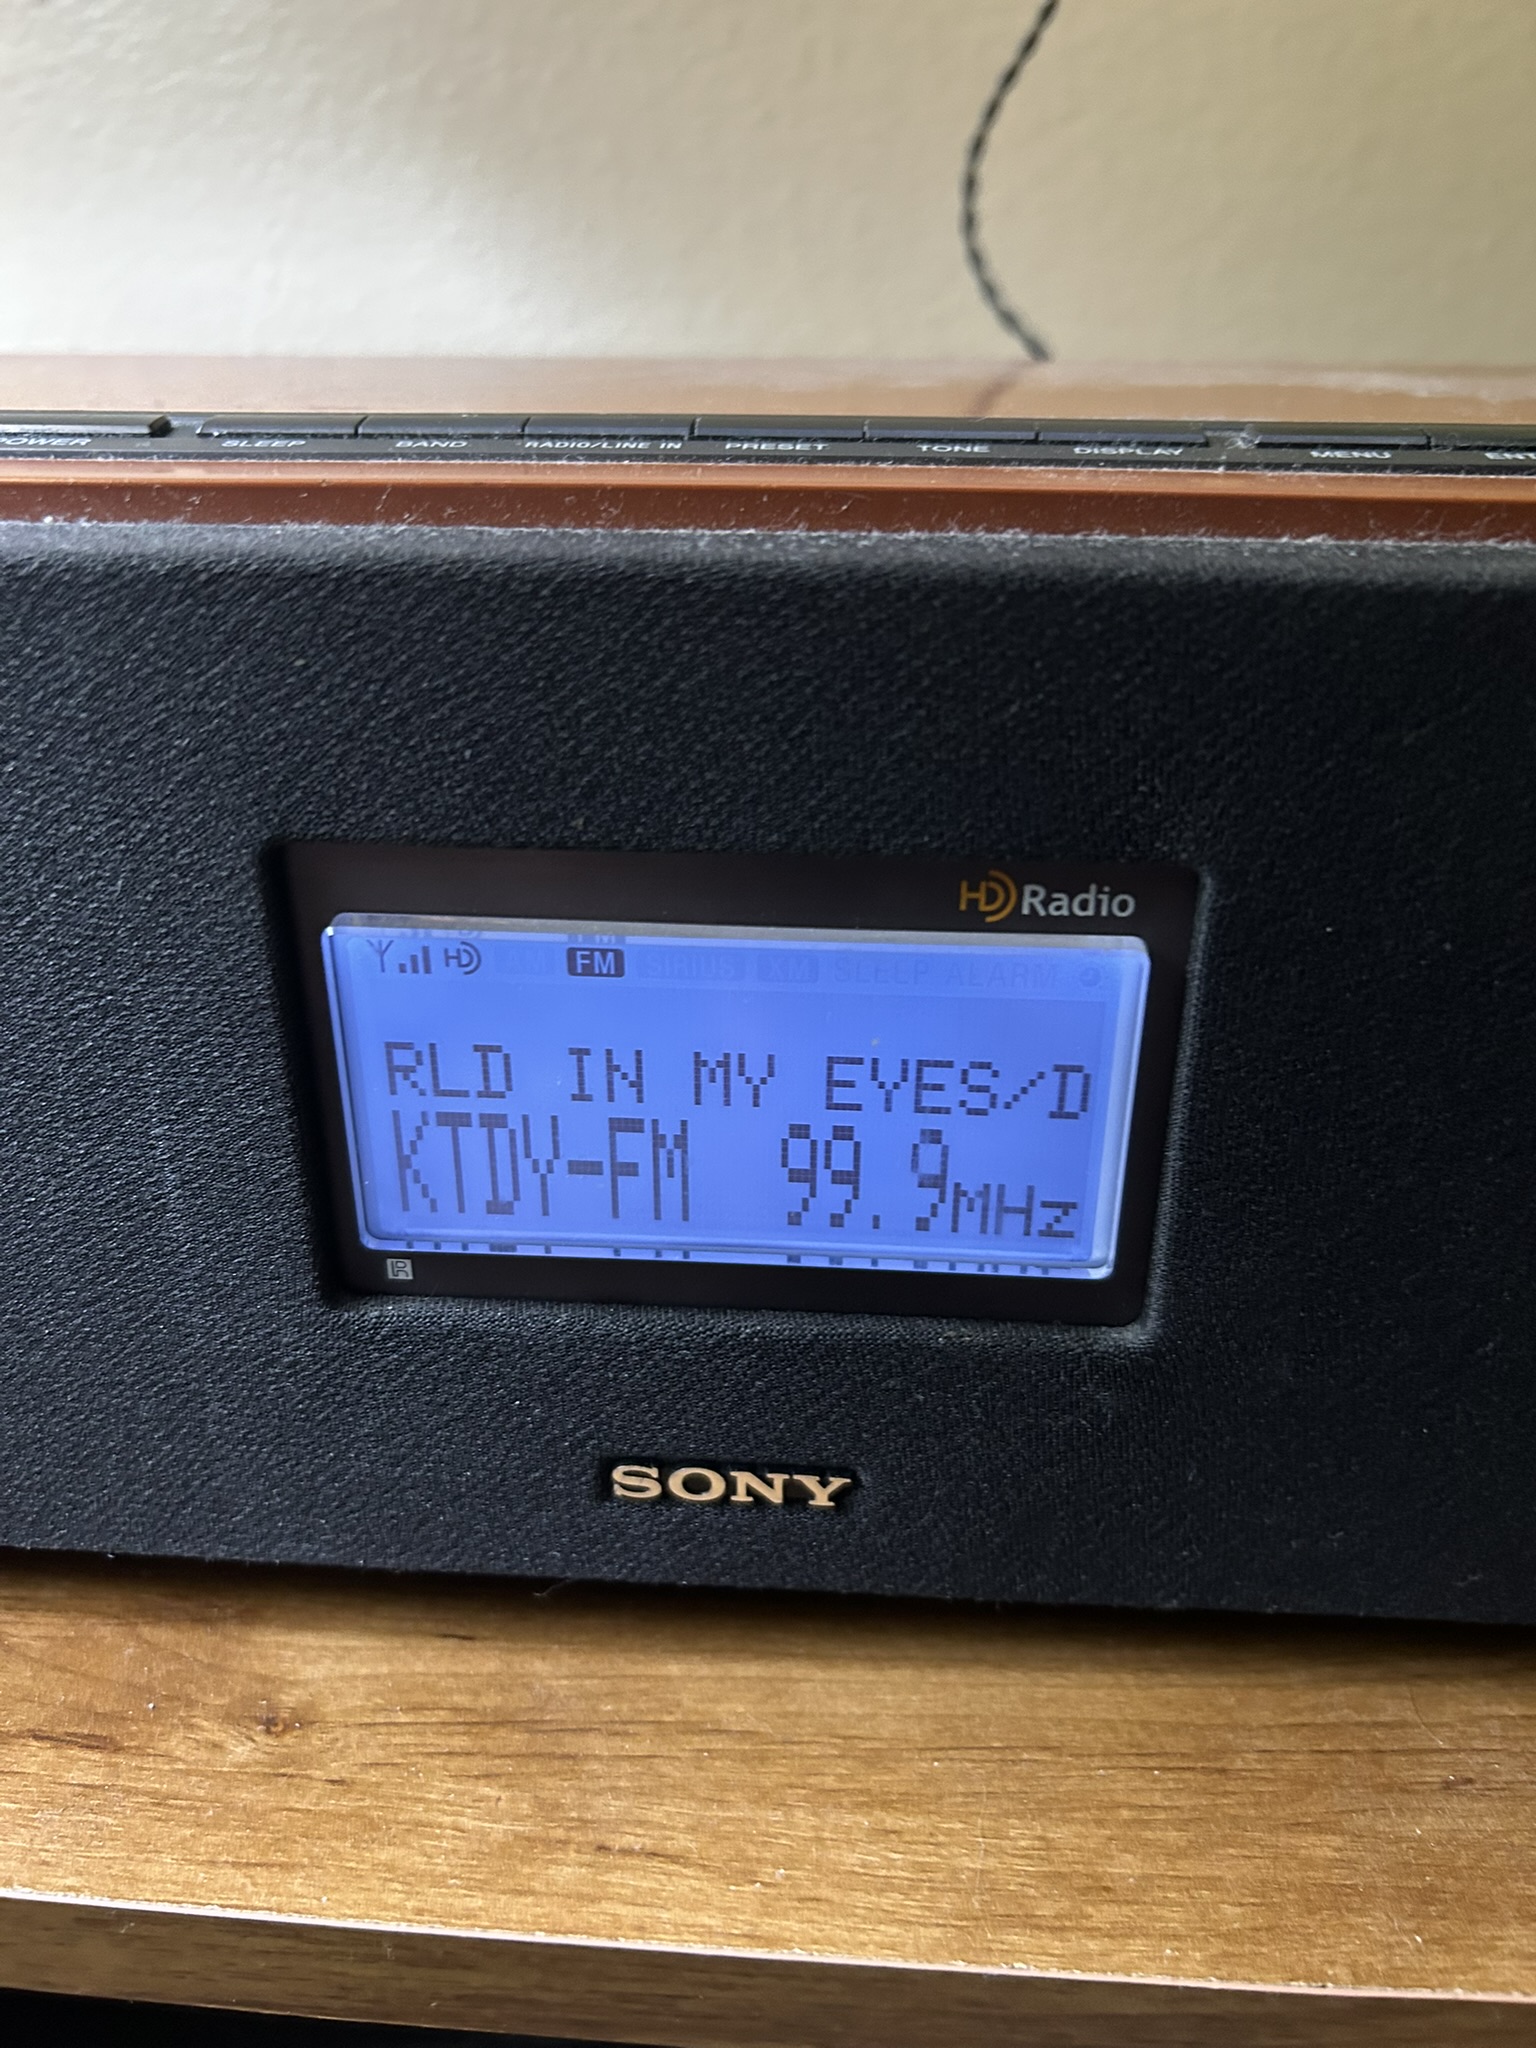 POWER SLEEP BAND RADIO/LINE IN PRESET TONE DISPLAY MENU
HD Radio
HD AM FM SIRIUS XM SLEEP ALARM
RLD IN MY EYES/D
KTDY-FM 99.9MHz
SONY